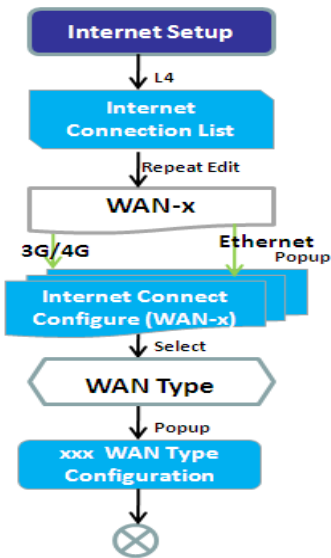 Internet Setup
L4
Internet
Connection List
Repeat Edit
WAN-x
3G/4G
Ethernet
Popup
Internet Connect
Configure (WAN-x)
Select
WAN Type
Popup
xxx WAN Type
Configuration